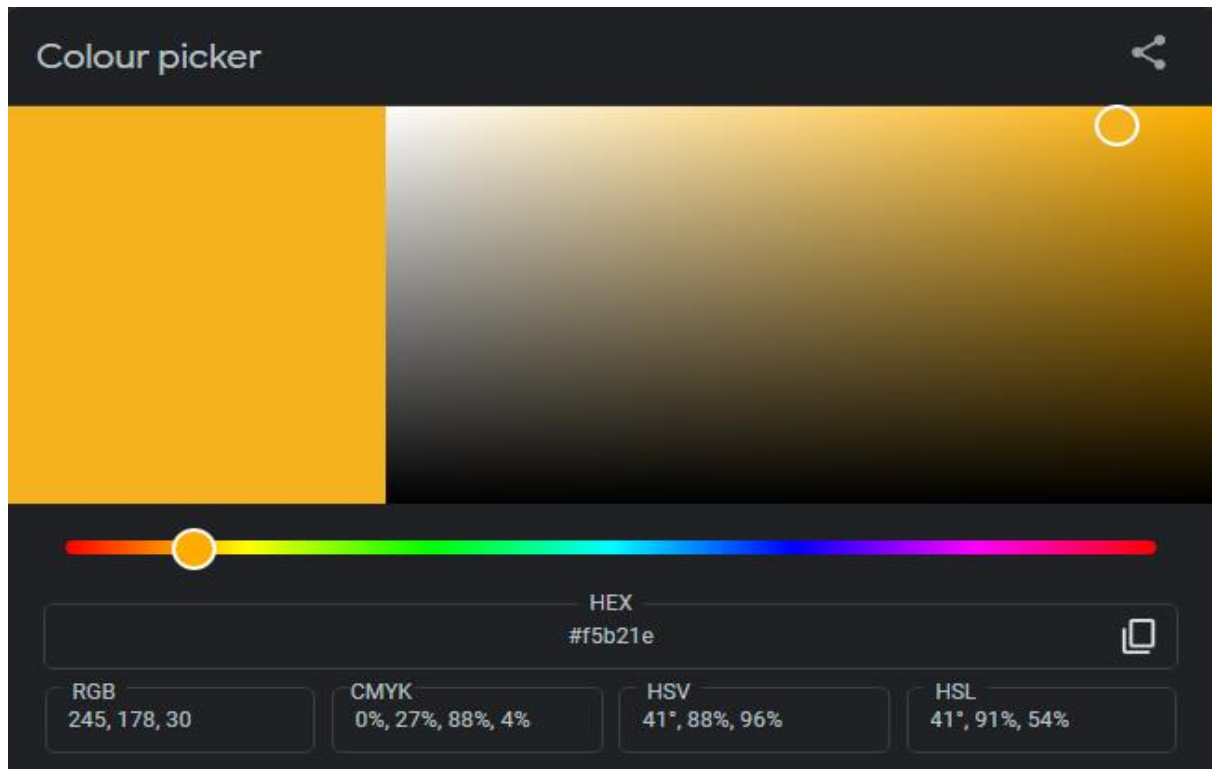 Colour picker
HEX
#f5b21e
RGB
245, 178, 30
CMYK
0%, 27%, 88%, 4%
HSV
41°, 88%, 96%
HSL
41°, 91%, 54%